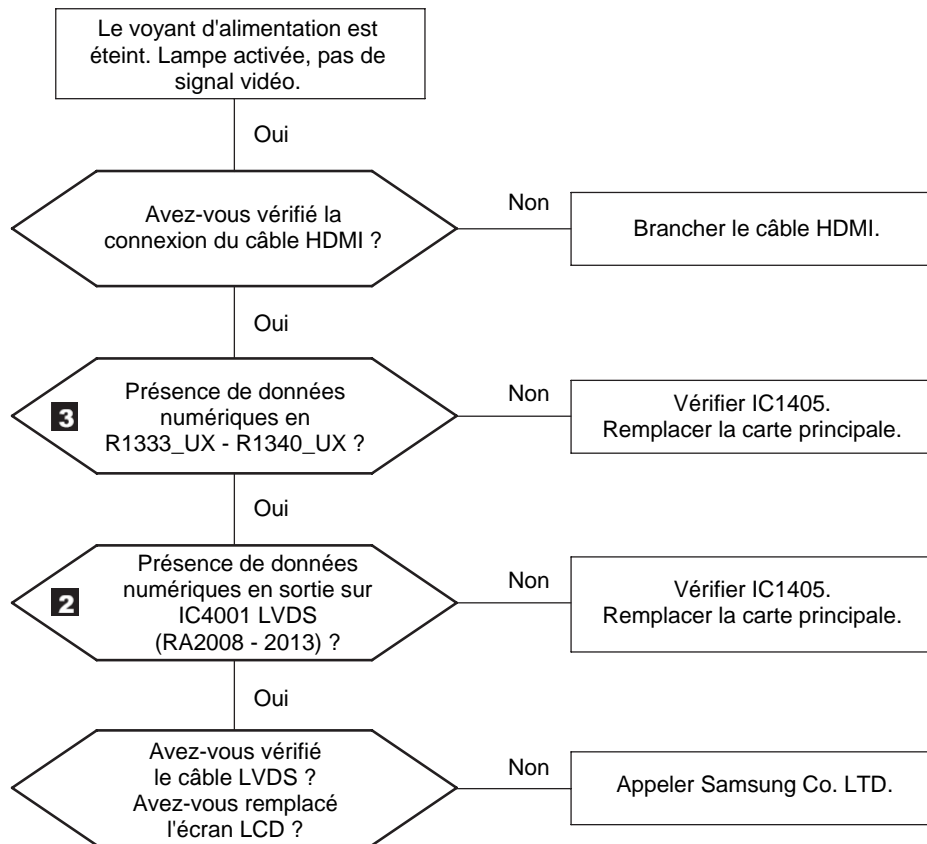 Le voyant d'alimentation est
éteint. Lampe activée, pas de
signal vidéo.
Oui
Avez-vous vérifié la
connexion du câble HDMI ?
Non
Brancher le câble HDMI.
Oui
3
Présence de données
numériques en
R1333_UX - R1340_UX ?
Non
Vérifier IC1405.
Remplacer la carte principale.
Oui
2
Présence de données
numériques en sortie sur
IC4001 LVDS
(RA2008 - 2013) ?
Non
Vérifier IC1405.
Remplacer la carte principale.
Oui
Avez-vous vérifié
le câble LVDS ?
Avez-vous remplacé
l'écran LCD ?
Non
Appeler Samsung Co. LTD.